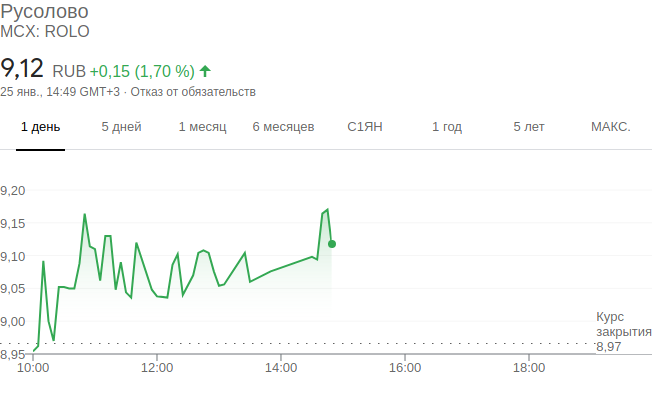 Русолово
MCX: ROLO
9,12 RUB +0,15 (1,70 %)
25 янв., 14:49 GMT+3 · Отказ от обязательств
1 день 5 дней 1 месяц 6 месяцев С1ЯН 1 год 5 лет МАКС.
9,20
9,15
9,10
9,05
9,00
8,95
Курс
закрытия
8,97
10:00 12:00 14:00 16:00 18:00